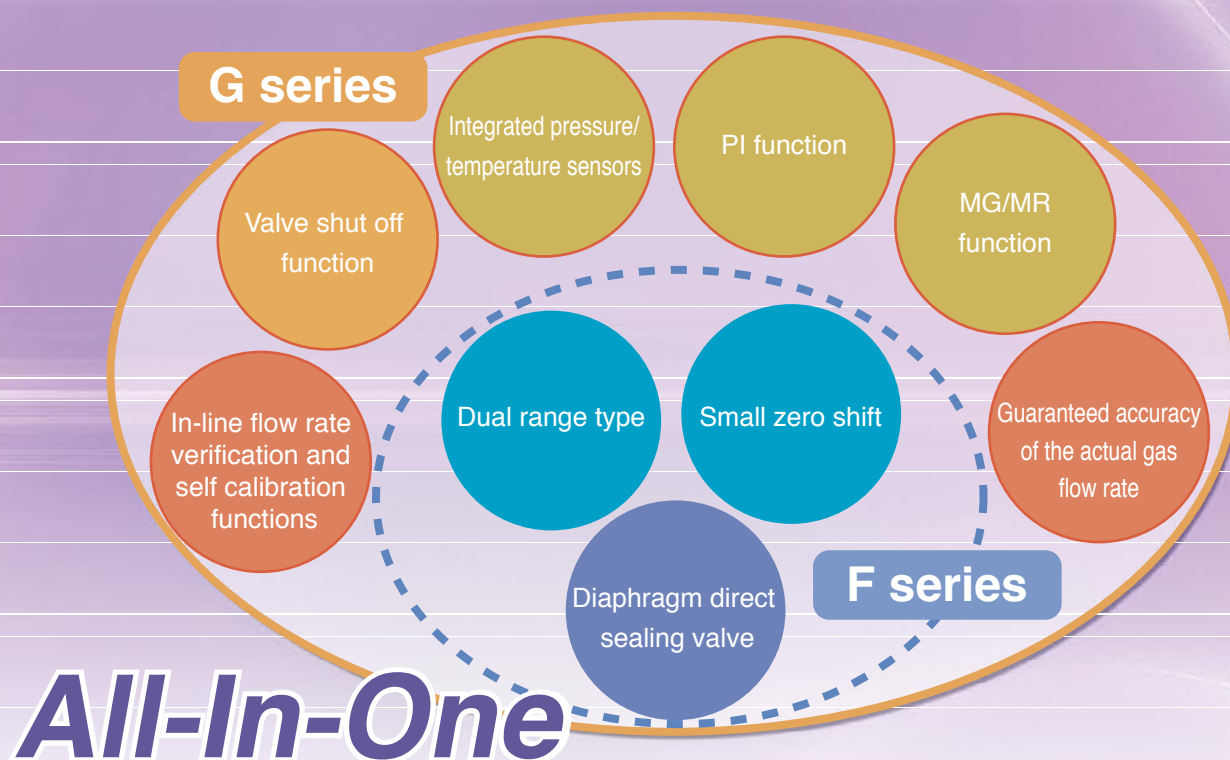 G series
Integrated pressure/
temperature sensors
PI function
MG/MR
function
Valve shut off
function
In-line flow rate
verification and
self calibration
functions
Dual range type
Small zero shift
Guaranteed accuracy
of the actual gas
flow rate
Diaphragm direct
sealing valve
F series
All-In-One